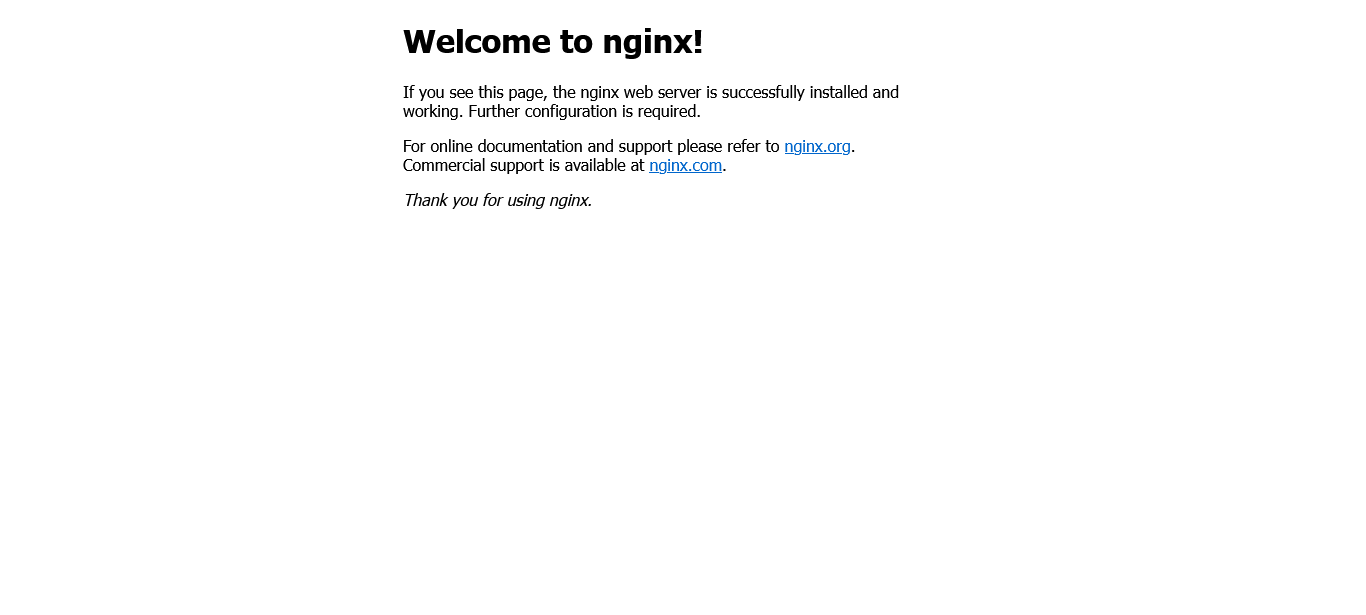 Welcome to nginx!
If you see this page, the nginx web server is successfully installed and
working. Further configuration is required.
For online documentation and support please refer to nginx.org.
Commercial support is available at nginx.com.
Thank you for using nginx.